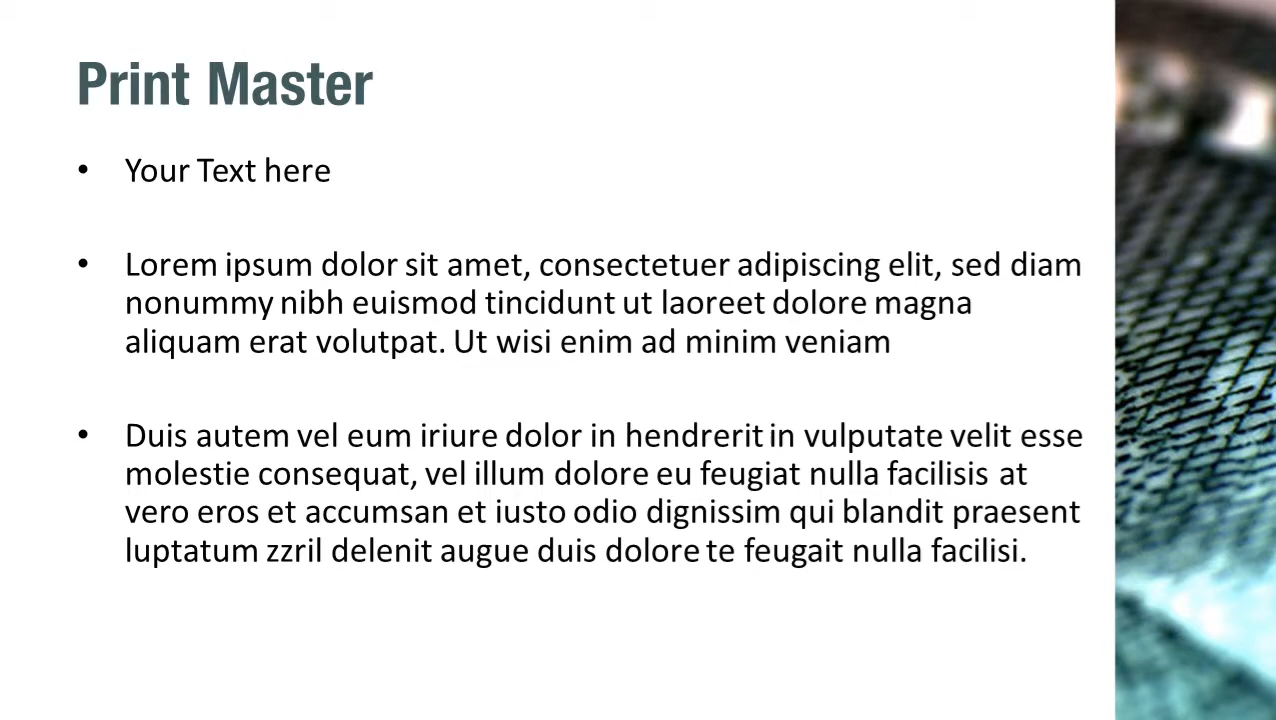 Print Master
• Your Text here
• Lorem ipsum dolor sit amet, consectetuer adipiscing elit, sed diam
nonummy nibh euismod tincidunt ut laoreet dolore magna
aliquam erat volutpat. Ut wisi enim ad minim veniam
• Duis autem vel eum iriure dolor in hendrerit in vulputate velit esse
molestie consequat, vel illum dolore eu feugiat nulla facilisis at
vero eros et accumsan et iusto odio dignissim qui blandit praesent
luptatum zzril delenit augue duis dolore te feugait nulla facilisi.